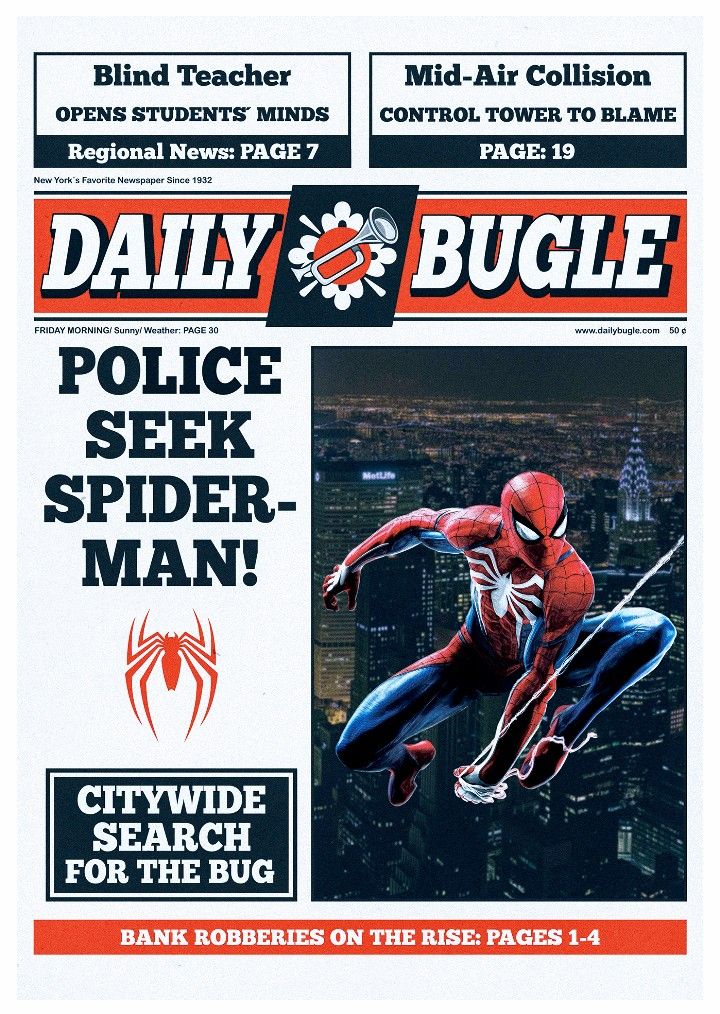 Blind Teacher
OPENS STUDENTS´ MINDS
Regional News: PAGE 7
Mid-Air Collision
CONTROL TOWER TO BLAME
PAGE: 19
New York´s Favorite Newspaper Since 1932
DAILY BUGLE
FRIDAY MORNING/ Sunny/ Weather: PAGE 30
www.dailybugle.com 50 ¢
POLICE
SEEK
SPIDER-
MAN!
MetLife
CITYWIDE
SEARCH
FOR THE BUG
BANK ROBBERIES ON THE RISE: PAGES 1-4